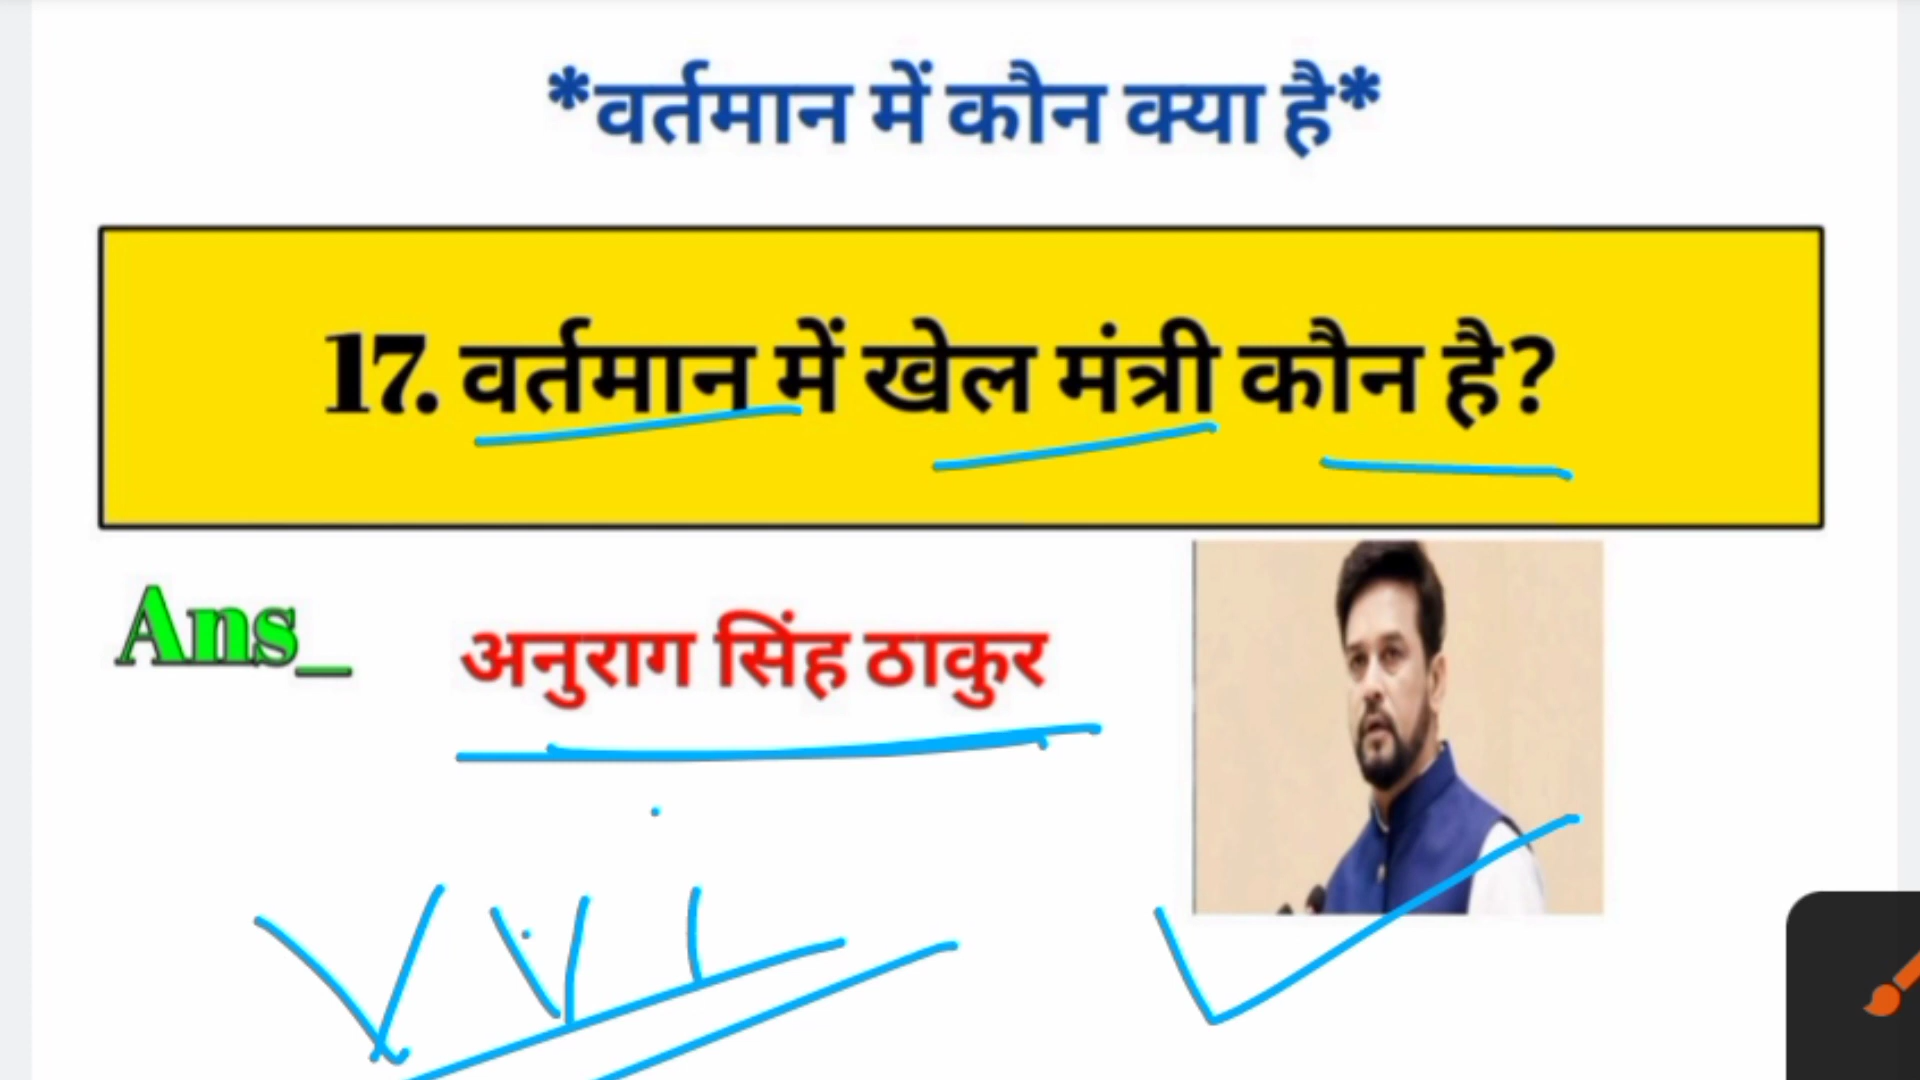 *वर्तमान में कौन क्या है*
17. वर्तमान में खेल मंत्री कौन है?
Ans_ अनुराग सिंह ठाकुर
V V I